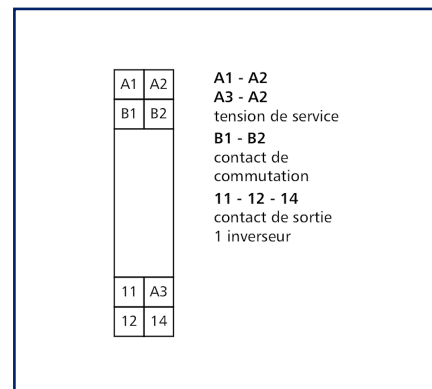 A1 A2
B1 B2
11 A3
12 14
A1 - A2
A3 - A2
tension de service
B1 - B2
contact de
commutation
11 - 12 - 14
contact de sortie
1 inverseur